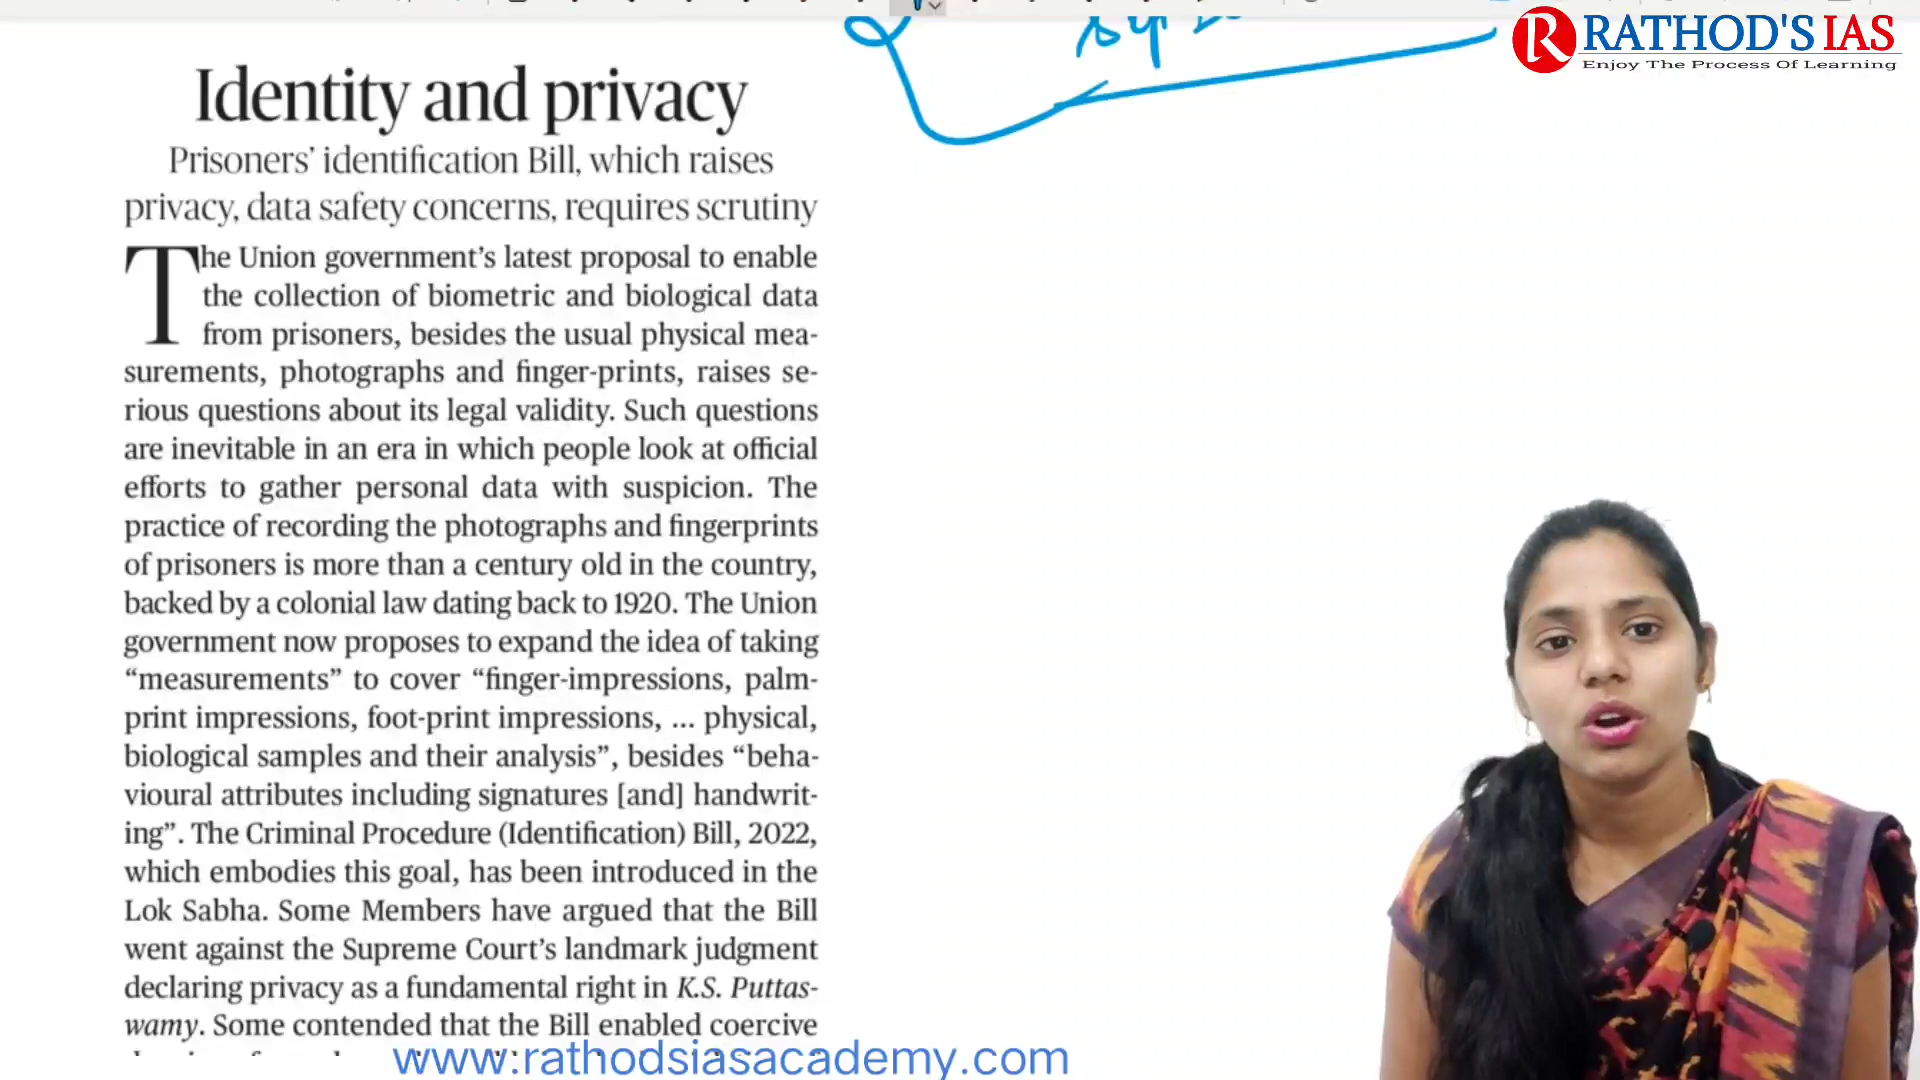 RATHOD'S IAS
Enjoy The Process Of Learning
Identity and privacy
Prisoners’ identification Bill, which raises
privacy, data safety concerns, requires scrutiny
The Union government’s latest proposal to enable
the collection of biometric and biological data
from prisoners, besides the usual physical mea-
surements, photographs and finger-prints, raises se-
rious questions about its legal validity. Such questions
are inevitable in an era in which people look at official
efforts to gather personal data with suspicion. The
practice of recording the photographs and fingerprints
of prisoners is more than a century old in the country,
backed by a colonial law dating back to 1920. The Union
government now proposes to expand the idea of taking
“measurements” to cover “finger-impressions, palm-
print impressions, foot-print impressions, ... physical,
biological samples and their analysis”, besides “beha-
vioural attributes including signatures [and] handwrit-
ing”. The Criminal Procedure (Identification) Bill, 2022,
which embodies this goal, has been introduced in the
Lok Sabha. Some Members have argued that the Bill
went against the Supreme Court’s landmark judgment
declaring privacy as a fundamental right in K.S. Puttas-
wamy. Some contended that the Bill enabled coercive
www.rathodsiasacademy.com